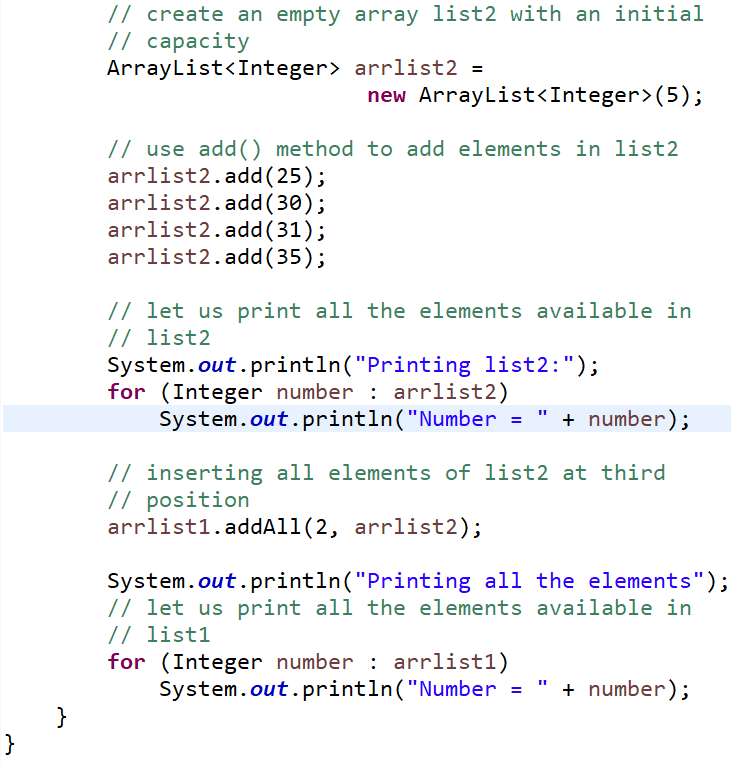 // create an empty array list2 with an initial
// capacity
ArrayList<Integer> arrlist2 =
new ArrayList<Integer>(5);
// use add() method to add elements in list2
arrlist2.add(25);
arrlist2.add(30);
arrlist2.add(31);
arrlist2.add(35);
// let us print all the elements available in
// list2
System.out.println("Printing list2:");
for (Integer number : arrlist2)
System.out.println("Number = " + number);
// inserting all elements of list2 at third
// position
arrlist1.addAll(2, arrlist2);
System.out.println("Printing all the elements");
// let us print all the elements available in
// list1
for (Integer number : arrlist1)
System.out.println("Number = " + number);
}
}